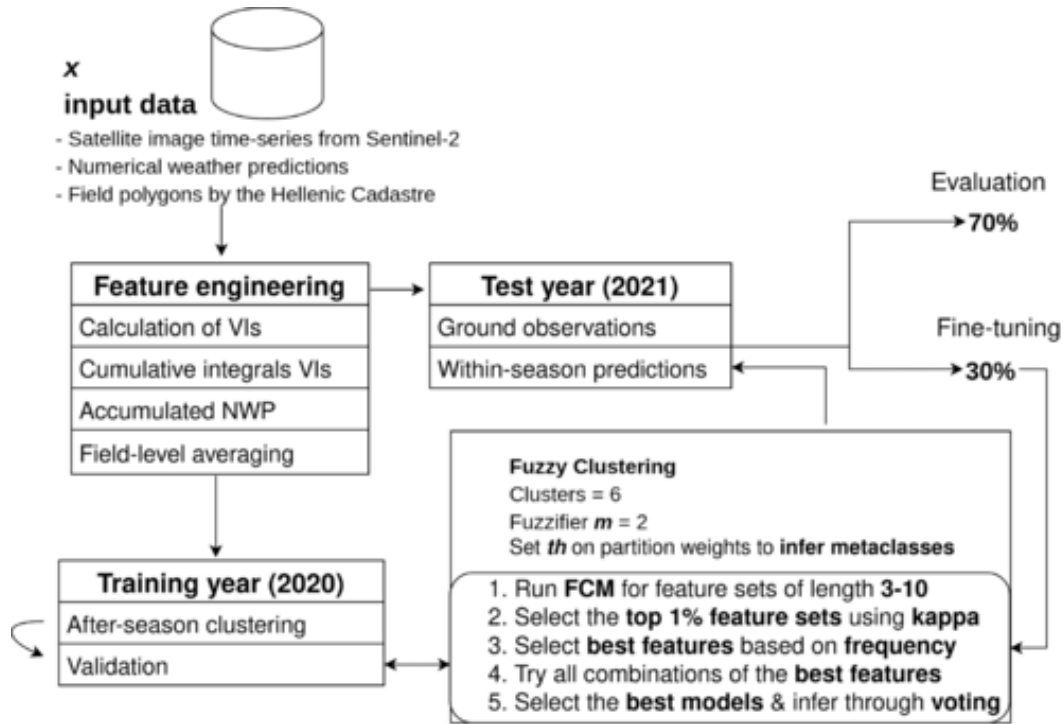 x
input data
- Satellite image time-series from Sentinel-2
- Numerical weather predictions
- Field polygons by the Hellenic Cadastre
Evaluation
70%
Feature engineering
Calculation of VIs
Cumulative integrals VIs
Accumulated NWP
Field-level averaging
Test year (2021)
Ground observations
Within-season predictions
Fine-tuning
30%
Fuzzy Clustering
Clusters = 6
Fuzzifier m = 2
Set th on partition weights to infer metaclasses
Training year (2020)
After-season clustering
Validation
1. Run FCM for feature sets of length 3-10
2. Select the top 1% feature sets using kappa
3. Select best features based on frequency
4. Try all combinations of the best features
5. Select the best models & infer through voting